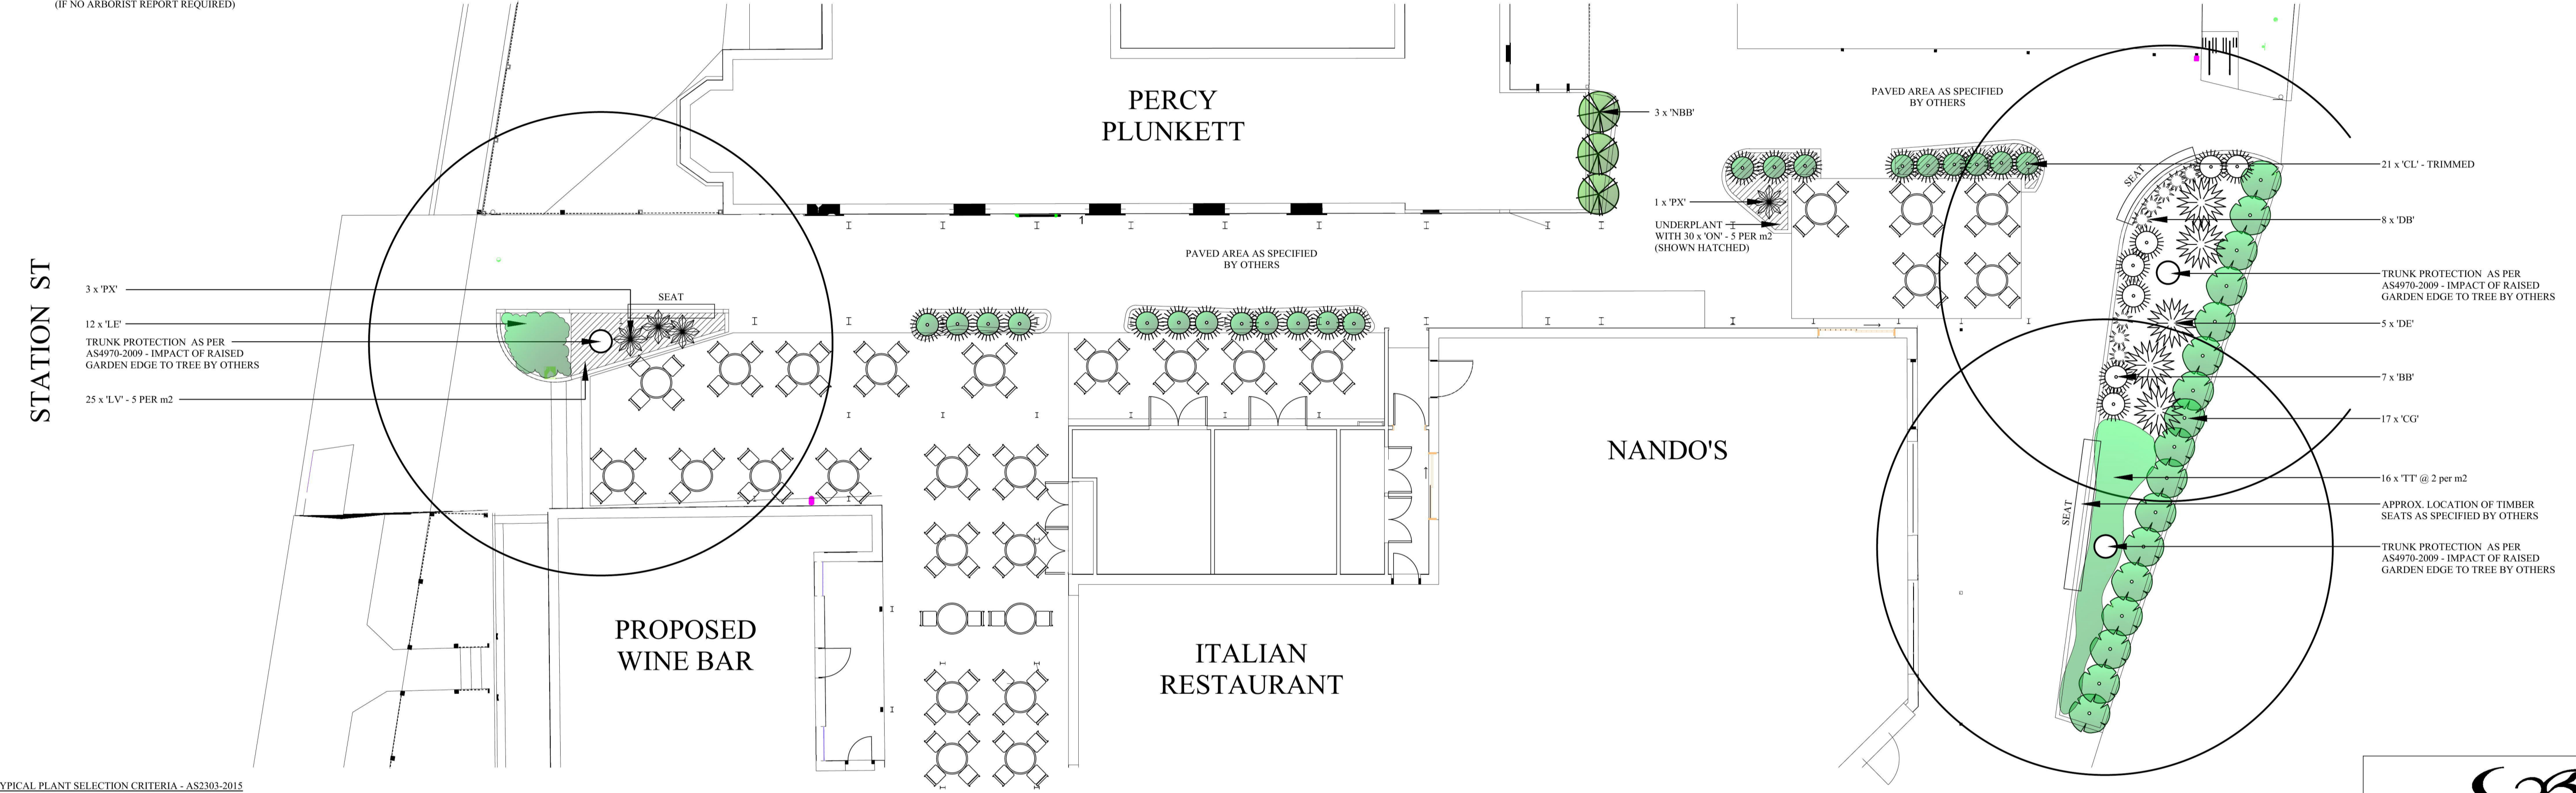 (IF NO ARBORIST REPORT REQUIRED)
STATION ST
3 x 'PX'
12 x 'LE'
TRUNK PROTECTION AS PER
AS4970-2009 - IMPACT OF RAISED
GARDEN EDGE TO TREE BY OTHERS
25 x 'LV' - 5 PER m2
SEAT
PERCY
PLUNKETT
1
PAVED AREA AS SPECIFIED
BY OTHERS
3 x 'NBB'
PROPOSED
WINE BAR
ITALIAN
RESTAURANT
NANDO'S
PAVED AREA AS SPECIFIED
BY OTHERS
1 x 'PX'
UNDERPLANT
WITH 30 x 'ON' - 5 PER m2
(SHOWN HATCHED)
SEAT
SEAT
21 x 'CL' - TRIMMED
8 x 'DB'
TRUNK PROTECTION AS PER
AS4970-2009 - IMPACT OF RAISED
GARDEN EDGE TO TREE BY OTHERS
5 x 'DE'
7 x 'BB'
17 x 'CG'
16 x 'TT' @ 2 per m2
APPROX. LOCATION OF TIMBER
SEATS AS SPECIFIED BY OTHERS
TRUNK PROTECTION AS PER
AS4970-2009 - IMPACT OF RAISED
GARDEN EDGE TO TREE BY OTHERS
YPICAL PLANT SELECTION CRITERIA - AS2303-2015